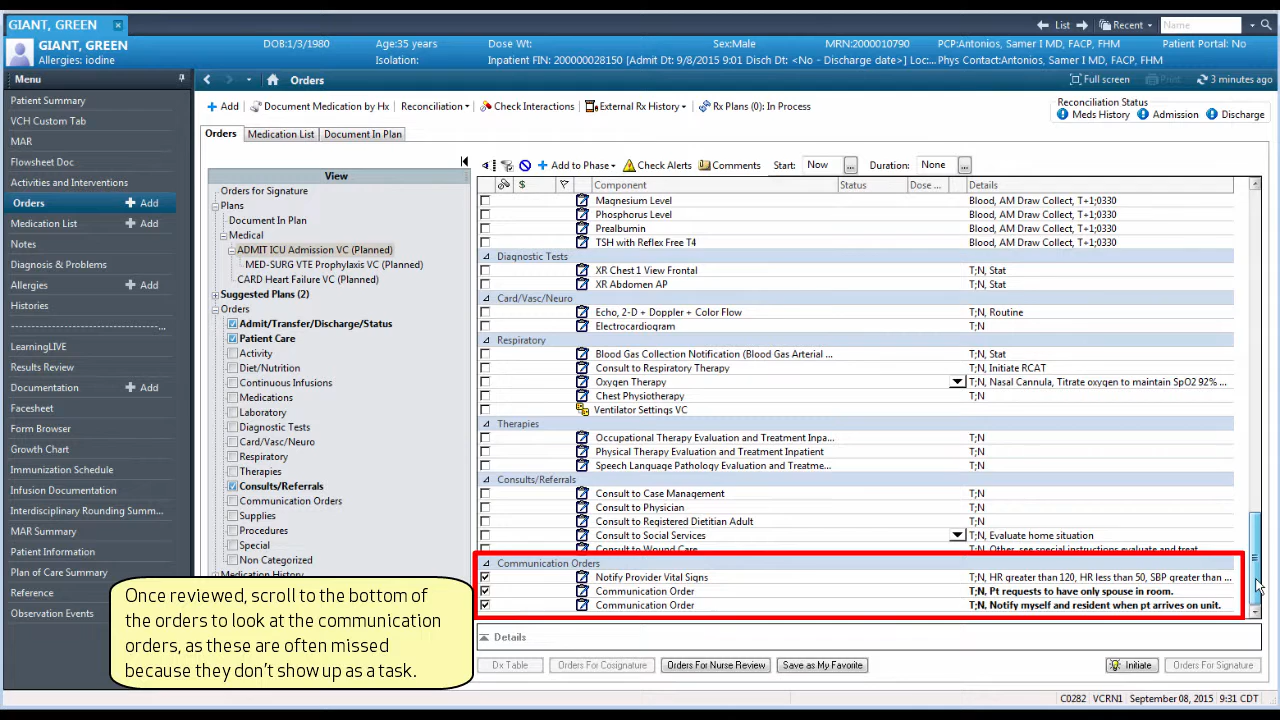 GIANT, GREEN
List
Recent
Name
GIANT, GREEN
Allergies: iodine
DOB:1/3/1980
Age:35 years
Dose Wt:
Sex:Male
MRN:2000010790
PCP:Antonios, Samer I MD, FACP, FHM
Patient Portal: No
Isolation:
Inpatient FIN: 200000028150 [Admit Dt: 9/8/2015 9:01 Disch Dt: <No - Discharge date>] Loc:...
Phys Contact:Antonios, Samer I MD, FACP, FHM
Menu
Orders
Full screen
Print
3 minutes ago
Patient Summary
VCH Custom Tab
MAR
Flowsheet Doc
Activities and Interventions
Orders
Add
Medication List
Add
Notes
Diagnosis & Problems
Allergies
Add
Histories
------------------------------------...
LearningLIVE
Results Review
Documentation
Add
Facesheet
Form Browser
Growth Chart
Immunization Schedule
Infusion Documentation
Interdisciplinary Rounding Summ...
MAR Summary
Patient Information
Plan of Care Summary
Reference
Observation Events
Add
Document Medication by Hx
Reconciliation
Check Interactions
External Rx History
Rx Plans (0): In Process
Reconciliation Status
Meds History
Admission
Discharge
Orders
Medication List
Document In Plan
View
Orders for Signature
Plans
Document In Plan
Medical
ADMIT ICU Admission VC (Planned)
MED-SURG VTE Prophylaxis VC (Planned)
CARD Heart Failure VC (Planned)
Suggested Plans (2)
Orders
Admit/Transfer/Discharge/Status
Patient Care
Activity
Diet/Nutrition
Continuous Infusions
Medications
Laboratory
Diagnostic Tests
Card/Vasc/Neuro
Respiratory
Therapies
Consults/Referrals
Communication Orders
Supplies
Procedures
Special
Non Categorized
Medication History
Add to Phase
Check Alerts
Comments
Start:
Now
...
Duration:
None
...
$
Component
Status
Dose ...
Details
Magnesium Level Blood, AM Draw Collect, T+1;0330
Phosphorus Level Blood, AM Draw Collect, T+1;0330
Prealbumin Blood, AM Draw Collect, T+1;0330
TSH with Reflex Free T4 Blood, AM Draw Collect, T+1;0330
Diagnostic Tests
XR Chest 1 View Frontal T;N, Stat
XR Abdomen AP T;N, Stat
Card/Vasc/Neuro
Echo, 2-D + Doppler + Color Flow T;N, Routine
Electrocardiogram T;N
Respiratory
Blood Gas Collection Notification (Blood Gas Arterial ... T;N, Stat
Consult to Respiratory Therapy T;N, Initiate RCAT
Oxygen Therapy T;N, Nasal Cannula, Titrate oxygen to maintain SpO2 92% ...
Chest Physiotherapy T;N
Ventilator Settings VC
Therapies
Occupational Therapy Evaluation and Treatment Inpa... T;N
Physical Therapy Evaluation and Treatment Inpatient T;N
Speech Language Pathology Evaluation and Treatme... T;N
Consults/Referrals
Consult to Case Management T;N
Consult to Physician T;N
Consult to Registered Dietitian Adult T;N
Consult to Social Services T;N, Evaluate home situation
Consult to Wound Care T;N, Other, see special instructions evaluate and treat
Communication Orders
Notify Provider Vital Signs T;N, HR greater than 120, HR less than 50, SBP greater than ...
Communication Order T;N, Pt requests to have only spouse in room.
Communication Order T;N, Notify myself and resident when pt arrives on unit.
Details
Dx Table
Orders For Cosignature
Orders For Nurse Review
Save as My Favorite
Initiate
Orders For Signature
Once reviewed, scroll to the bottom of
the orders to look at the communication
orders, as these are often missed
because they don't show up as a task.
C0282 VCRN1 September 08, 2015 9:31 CDT